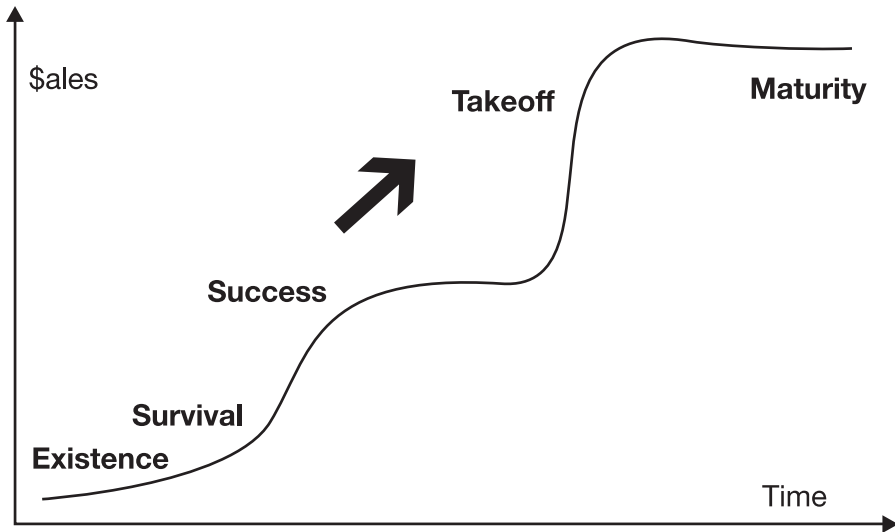 $ales
Takeoff
Maturity
Success
Survival
Existence
Time